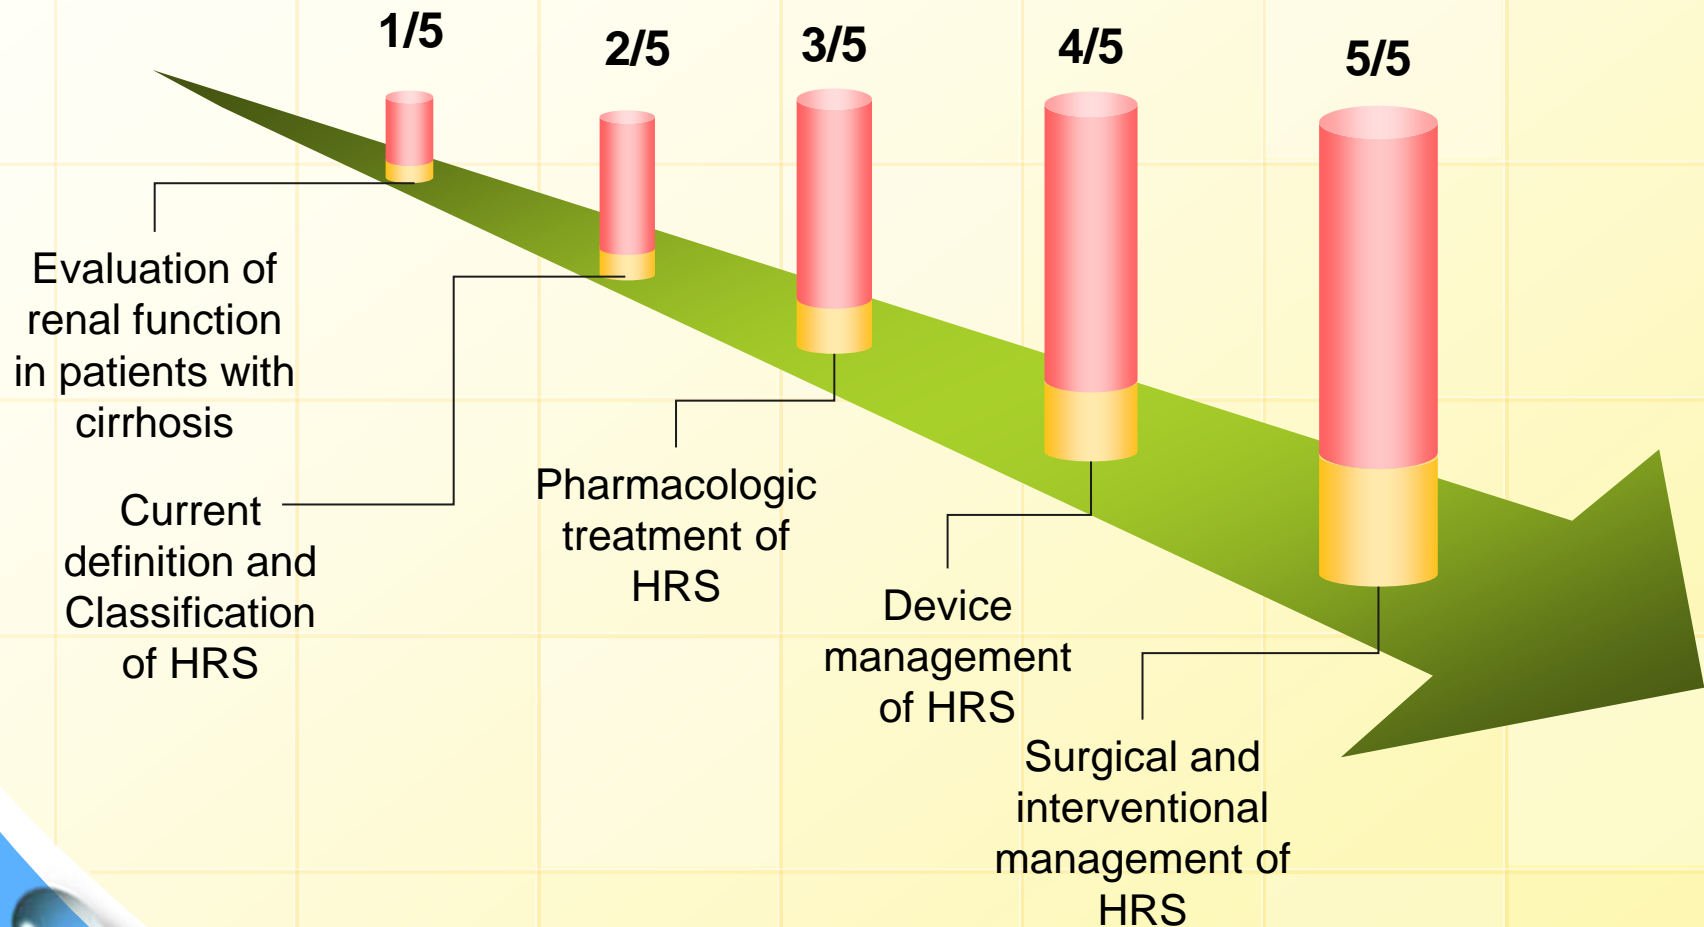 1/5
2/5
3/5
4/5
5/5
Evaluation of
renal function
in patients with
cirrhosis
Current
definition and
Classification
of HRS
Pharmacologic
treatment of
HRS
Device
management
of HRS
Surgical and
interventional
management of
HRS